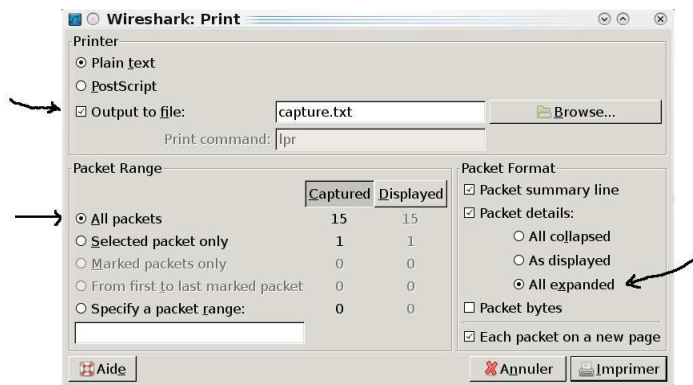 Wireshark: Print
Printer
Plain text
PostScript
Output to file: capture.txt Browse...
Print command: lpr
Packet Range
Captured Displayed
All packets 15 15
Selected packet only 1 1
Marked packets only 0 0
From first to last marked packet 0 0
Specify a packet range: 0 0
Packet Format
Packet summary line
Packet details:
All collapsed
As displayed
All expanded
Packet bytes
Each packet on a new page
Aide Annuler Imprimer